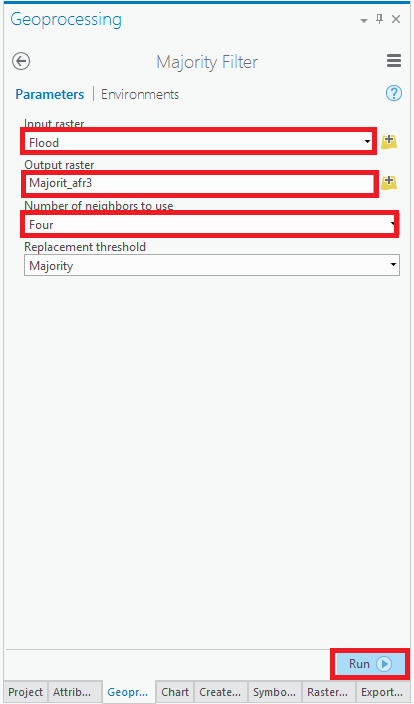 Geoprocessing
Majority Filter
Parameters | Environments
?
Input raster
Flood
Output raster
Majorit_afr3
Number of neighbors to use
Four
Replacement threshold
Majority
Run
Project Attrib... Geopr... Chart Create... Symbo... Raster... Export...